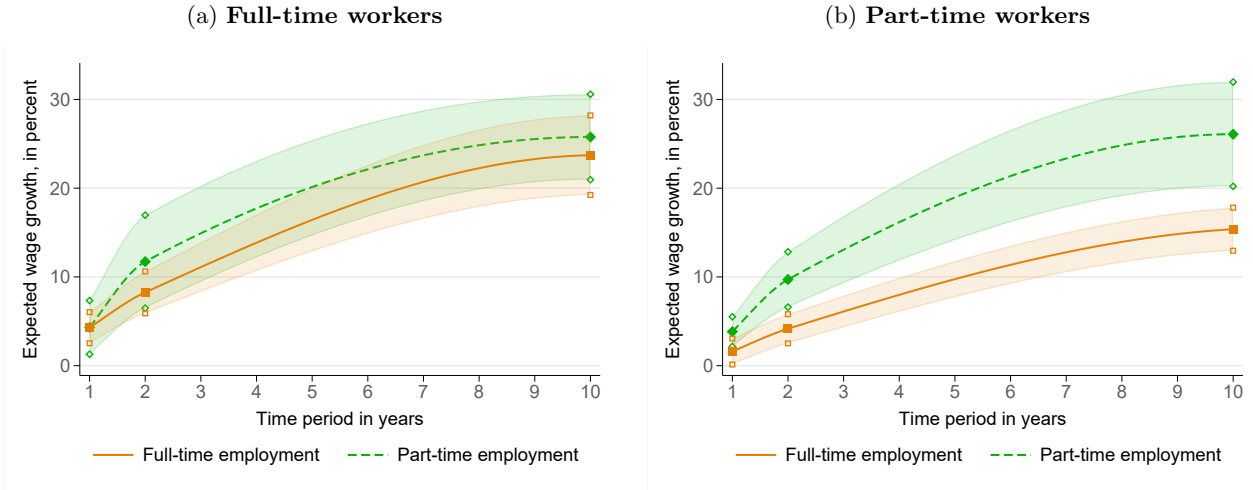 (a) Full-time workers
Expected wage growth, in percent
30
20
10
0
1 2 3 4 5 6 7 8 9 10
Time period in years
Full-time employment Part-time employment
(b) Part-time workers
Expected wage growth, in percent
30
20
10
0
1 2 3 4 5 6 7 8 9 10
Time period in years
Full-time employment Part-time employment